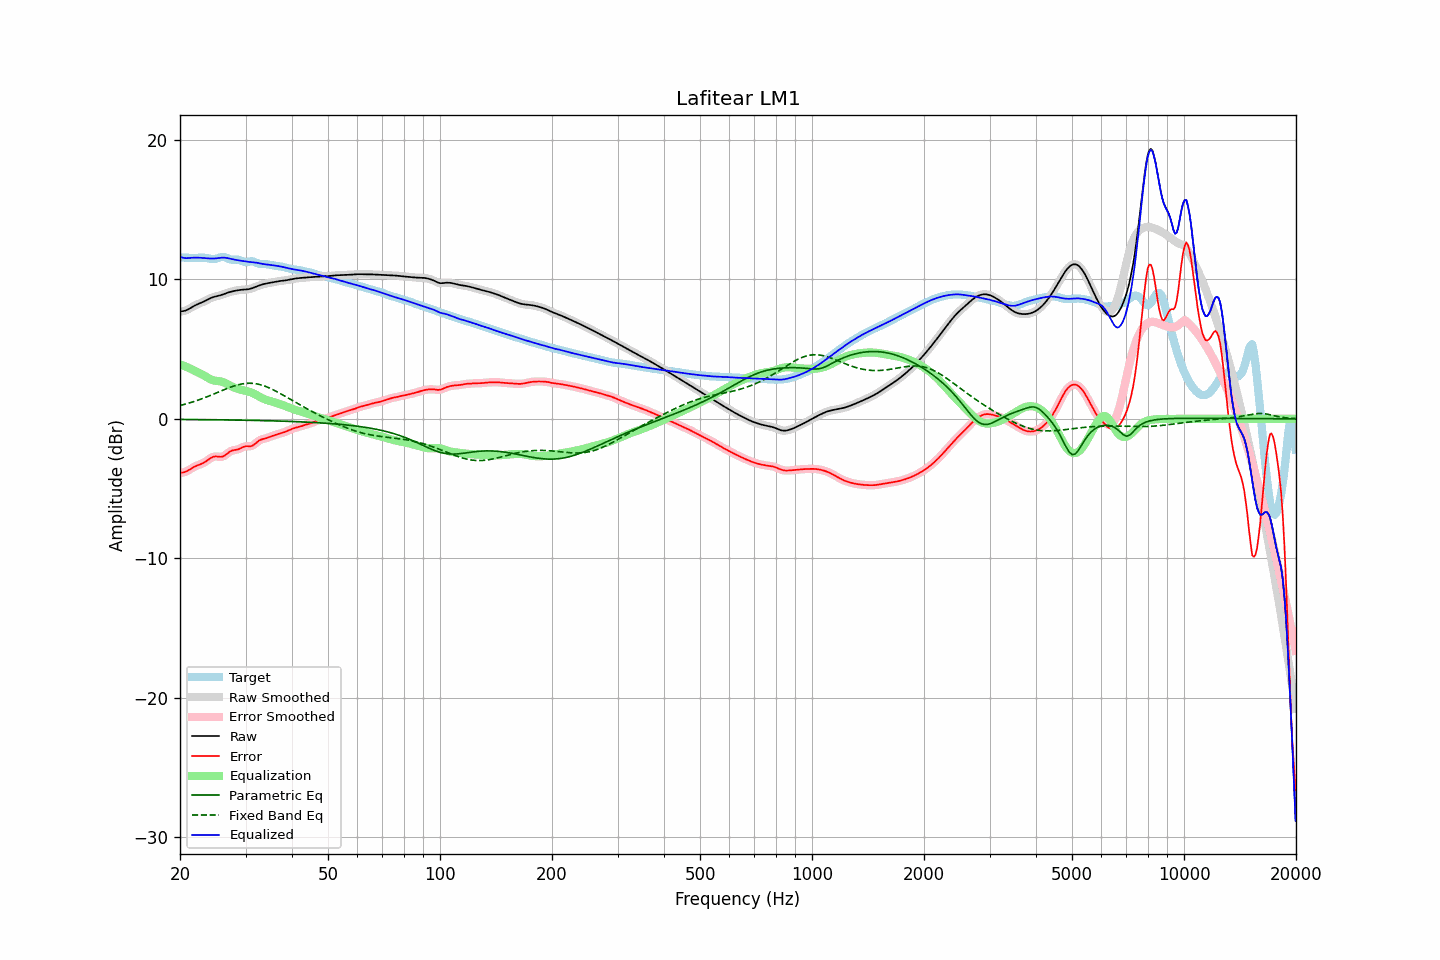 Lafitear LM1
20
10
0
−10
−20
−30
Amplitude (dBr)
Target
Raw Smoothed
Error Smoothed
Raw
Error
Equalization
Parametric Eq
Fixed Band Eq
Equalized
20 50 100 200 500 1000 2000 5000 10000 20000
Frequency (Hz)